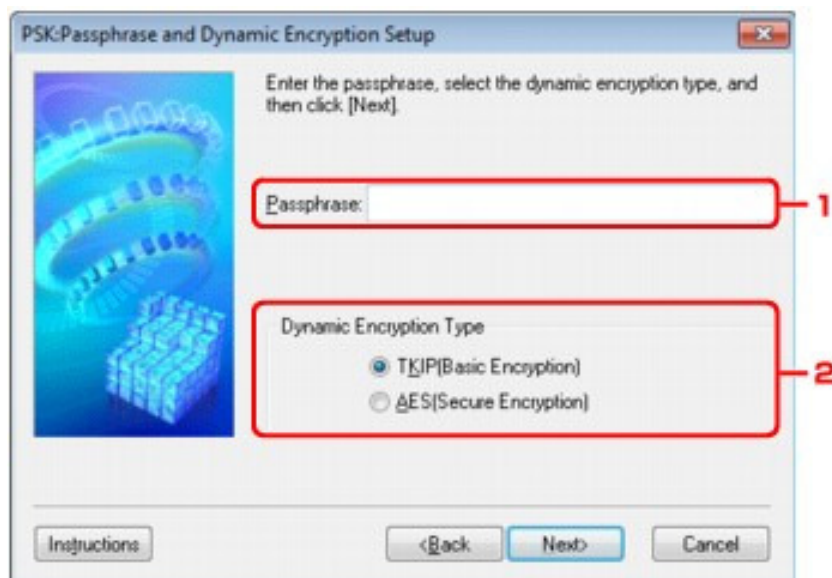 PSK:Passphrase and Dynamic Encryption Setup
Enter the passphrase, select the dynamic encryption type, and
then click [Next].
Passphrase:
1
Dynamic Encryption Type
TKIP(Basic Encryption)
AES(Secure Encryption)
2
Instructions
<Back
Next>
Cancel